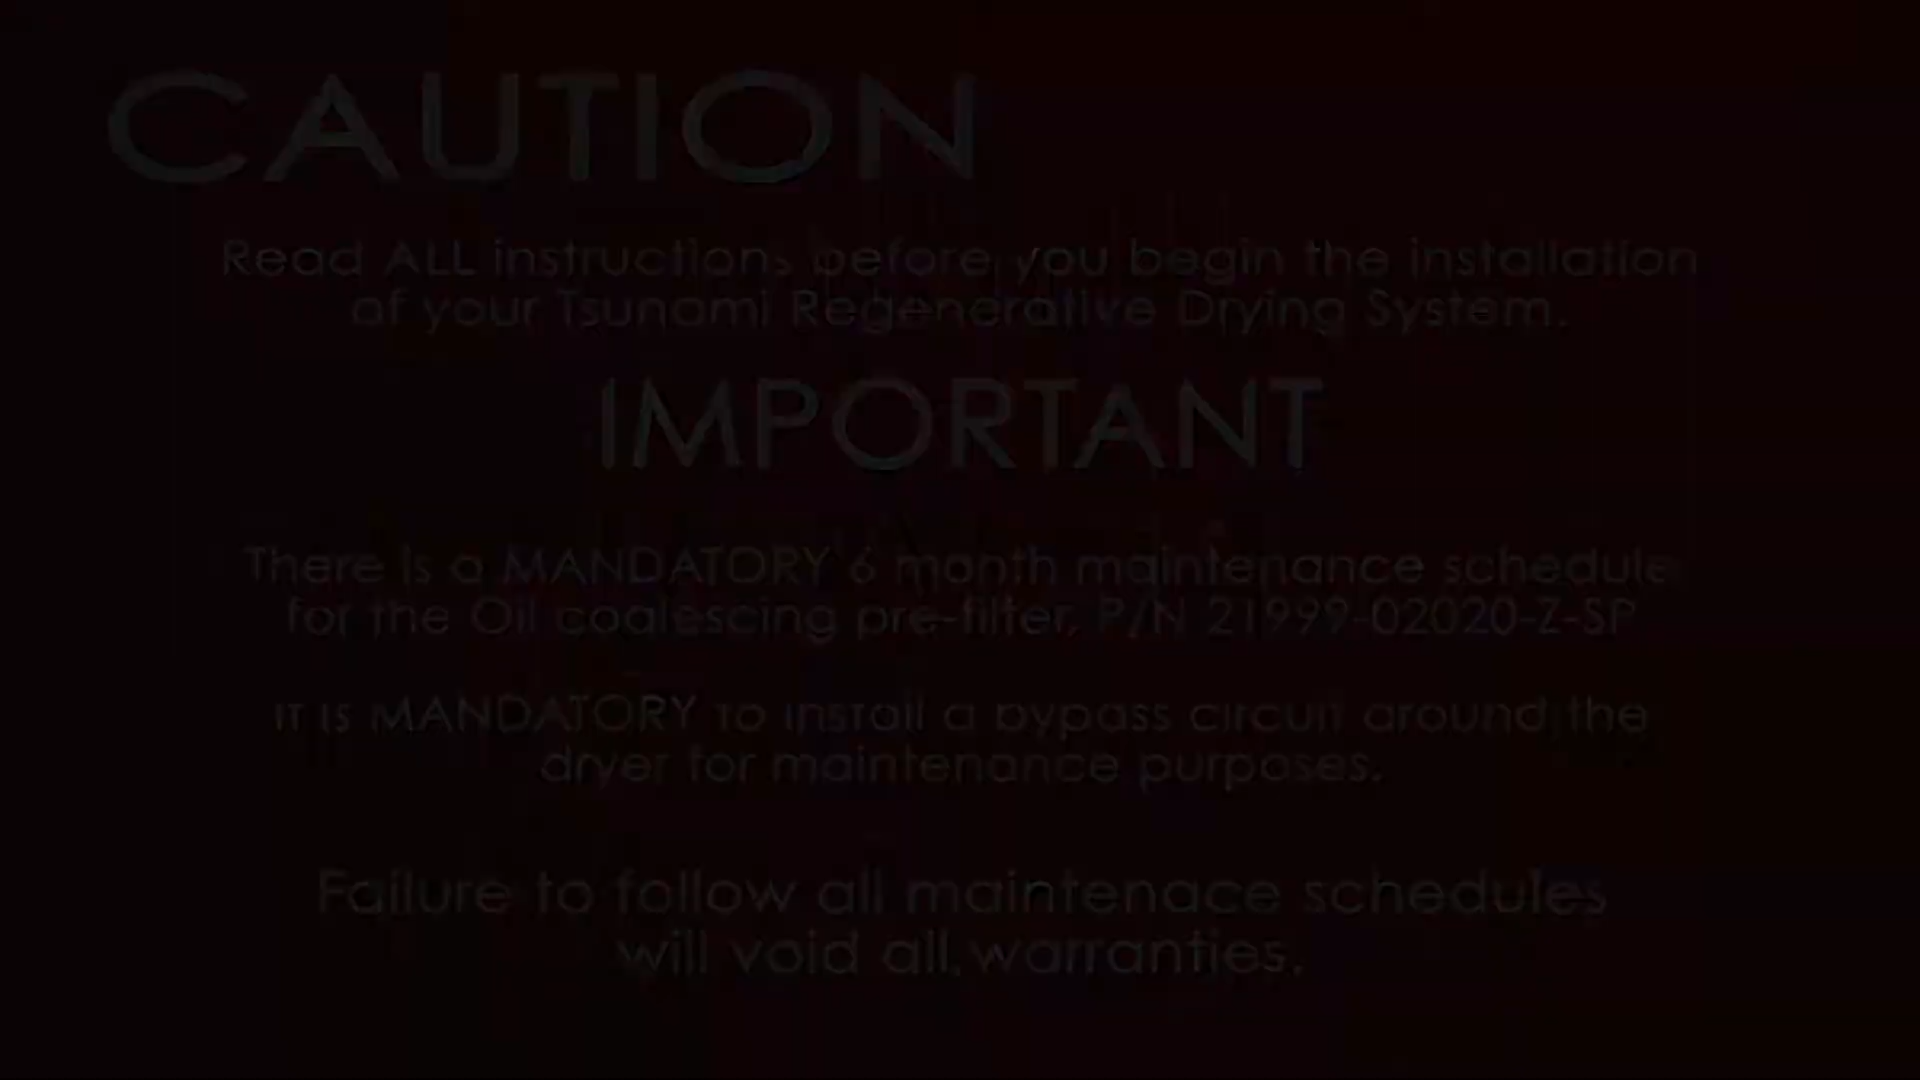 CAUTION
Read ALL instructions before you begin the installation
of your Tsunami Regenerative Drying System.
IMPORTANT
There is a MANDATORY 6 month maintenance schedule
for the Oil coalescing pre-filter, P/N 21999-02020-Z-SP
It is MANDATORY to install a bypass circuit around the
dryer for maintenance purposes.
Failure to follow all maintenace schedules
will void all warranties.